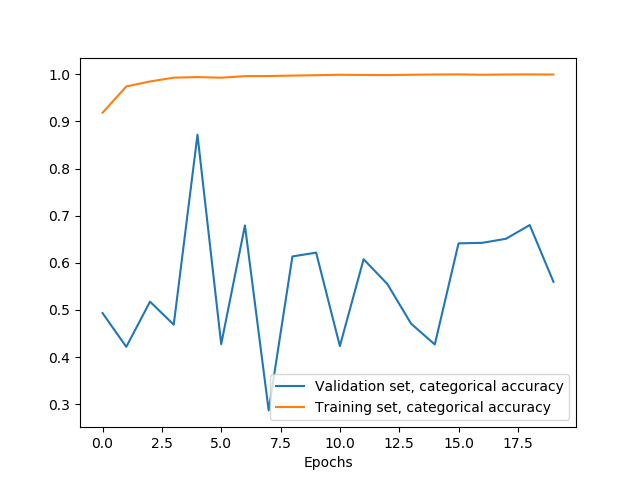 1.0
0.9
0.8
0.7
0.6
0.5
0.4
0.3
Validation set, categorical accuracy
Training set, categorical accuracy
0.0 2.5 5.0 7.5 10.0 12.5 15.0 17.5
Epochs